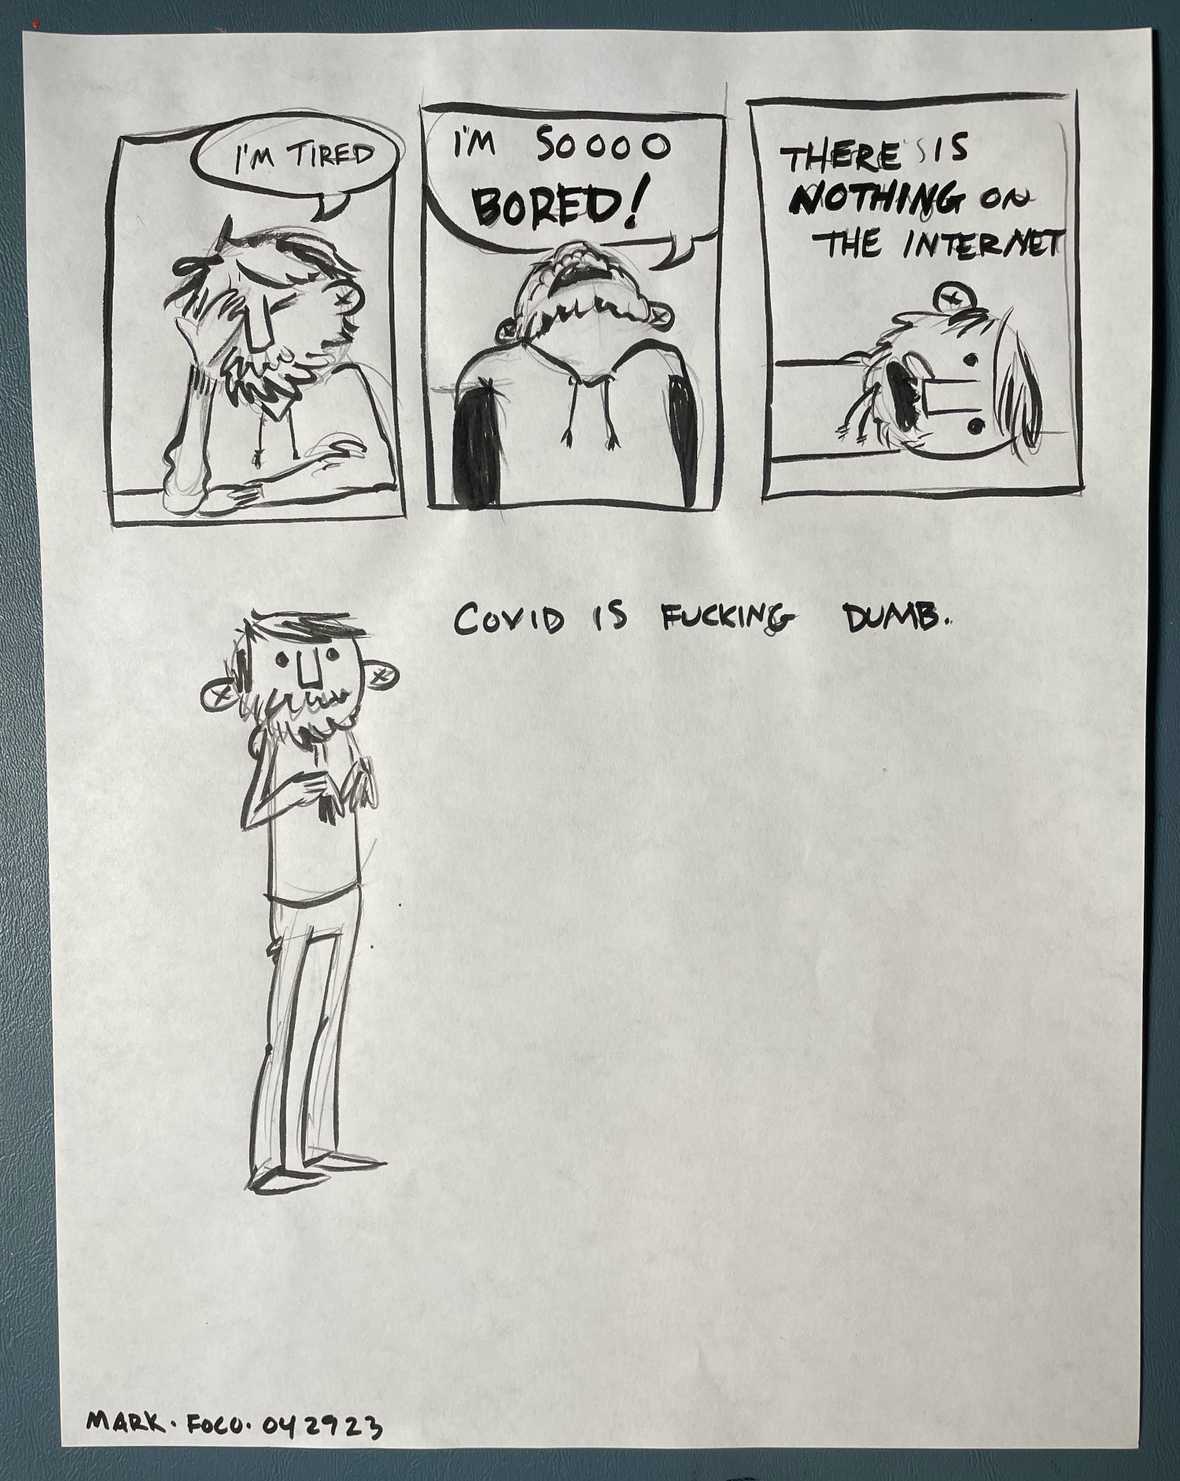 I'M TIRED
I'M SOOOO
BORED!
THERE'S IS
NOTHING ON
THE INTERNET
COVID IS FUCKING DUMB.
MARK. FOCO. 042923